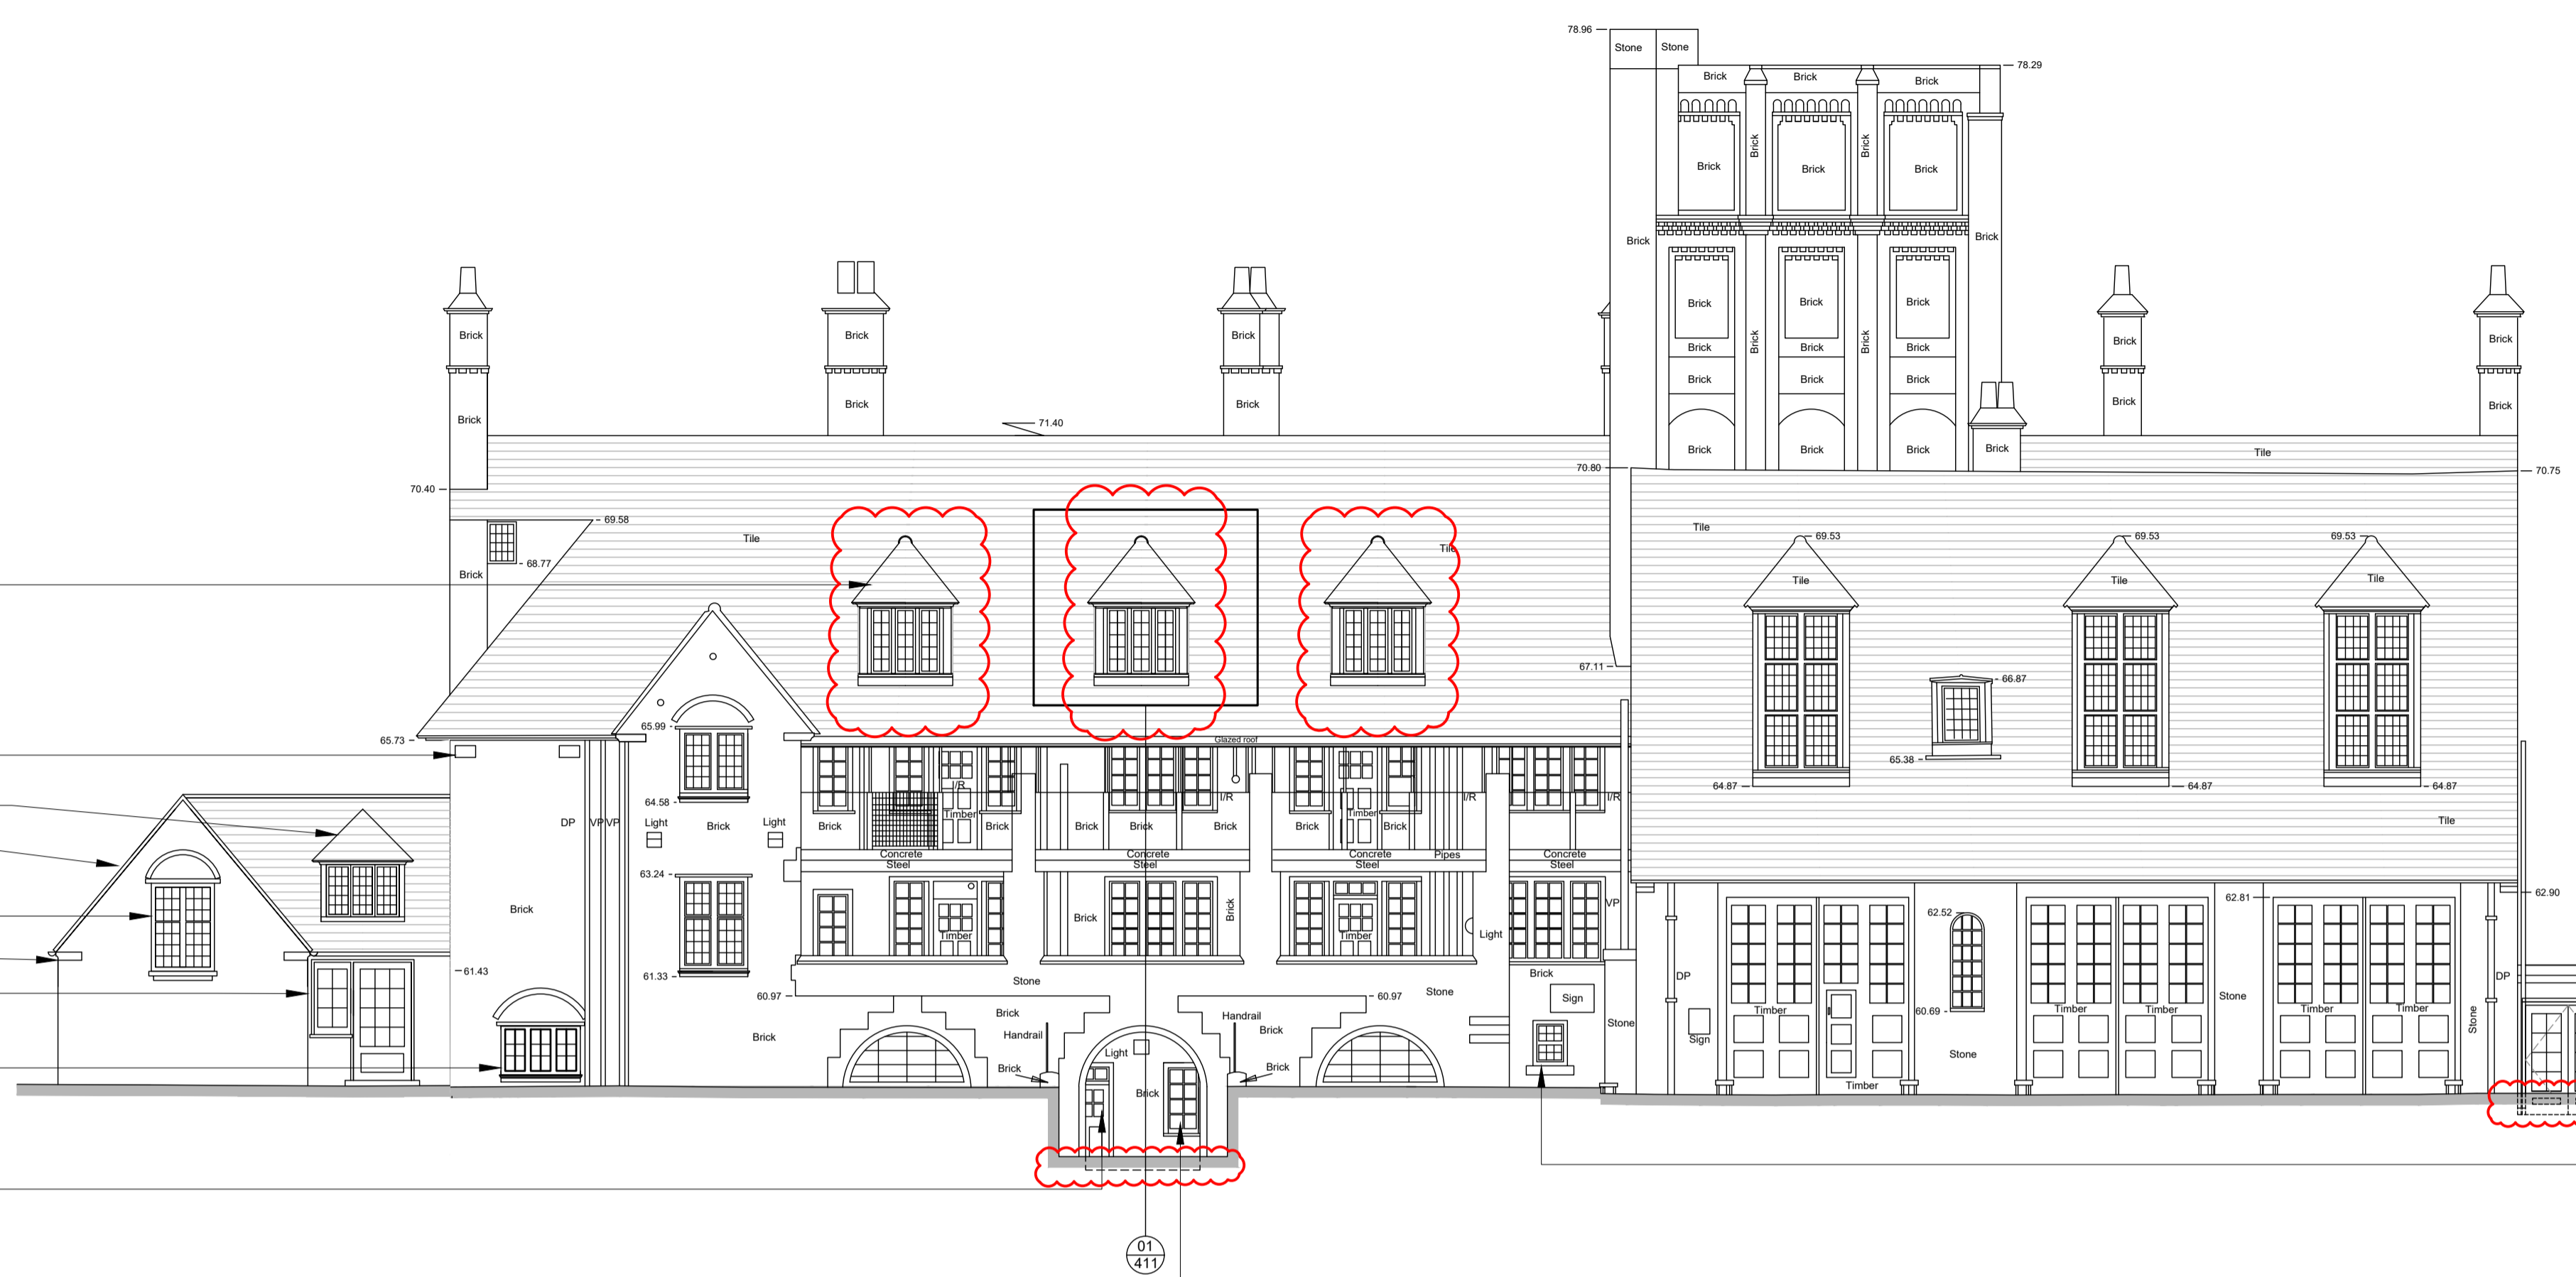 78.96
Stone Stone
78.29
Brick Brick Brick
Brick Brick
Brick Brick Brick
Brick Brick
Brick Brick Brick
Brick Brick
Brick Brick Brick
Brick Brick Brick
Brick Brick Brick Brick
Brick Brick Brick Brick Brick
Brick Brick Brick Brick Brick
71.40
Tile
70.80
70.75
70.40
69.58
68.77
Brick
Tile
Tile
Tile
69.53 69.53 69.53
Tile Tile Tile
67.11
66.87
65.99
65.73
65.38
64.87 64.87 64.87
64.58
Tile
Glazed roof
I/R I/R I/R I/R
Timber Timber
DP VP VP
Light Brick Light
Brick Brick Brick Brick Brick Brick Brick
Concrete Concrete Concrete Pipes Concrete
Steel Steel Steel Steel
63.24
62.90
62.81
62.52
Brick
Brick Brick
VP
Timber Timber
Light
61.43
61.33
60.97
Stone
60.97
Stone
Brick
Sign
DP
DP
Stone
Stone
60.69
Timber Timber Timber Timber Timber
Brick
Brick
Handrail
Handrail
Brick
Stone
Sign
Light
Stone
Brick
Brick
Brick
Timber
01
411